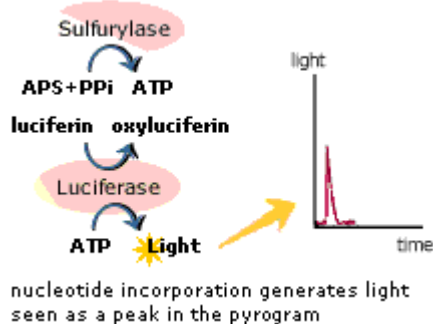 Sulfurylase
APS+PPi ATP
luciferin oxyluciferin
Luciferase
ATP Light
light
time
nucleotide incorporation generates light
seen as a peak in the pyrogram